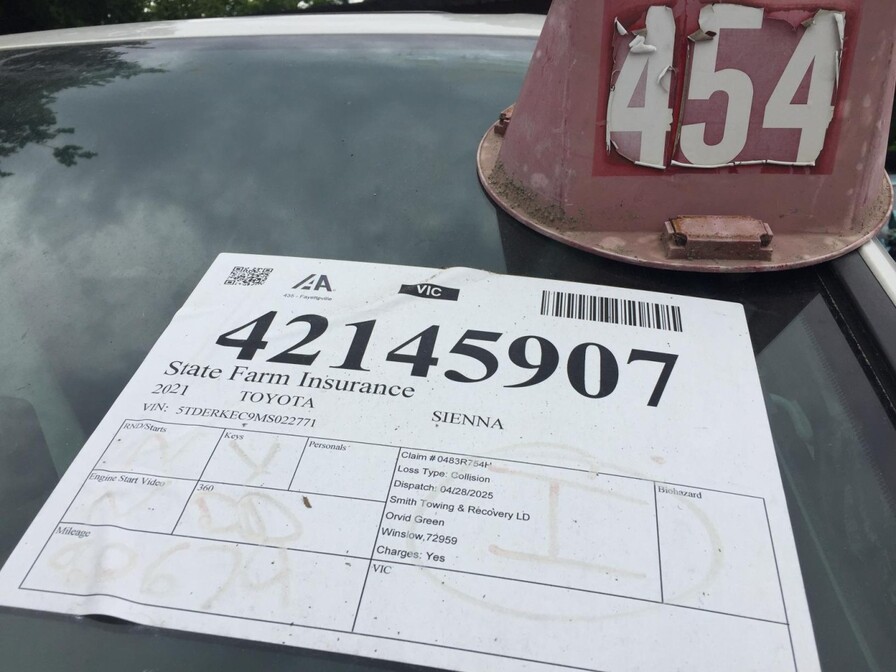 454
IAA
VIC
425 - Fayetteville
42145907
State Farm Insurance
2021 TOYOTA SIENNA
VIN: 5TDERKEC9MS022771
RND/Starts
Keys
Personals
Engine Start Video
360
Mileage
Claim # 0483R754H
Loss Type: Collision
Dispatch: 04/28/2025
Smith Towing & Recovery LD
Orvid Green
Winslow,72959
Charges: Yes
Biohazard
VIC